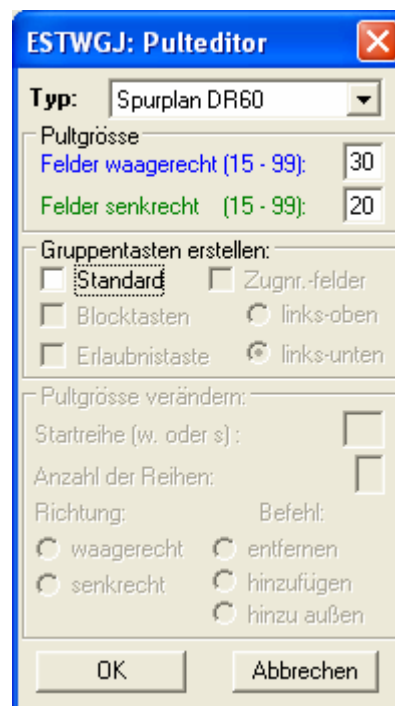 ESTWGJ: Pulteditor
Typ: Spurplan DR60
Pultgrösse
Felder waagerecht (15 - 99): 30
Felder senkrecht (15 - 99): 20
Gruppentasten erstellen:
Standard Zugnr.-felder
Blocktasten links-oben
Erlaubnistaste links-unten
Pultgrösse verändern:
Startreihe (w. oder s) :
Anzahl der Reihen:
Richtung: Befehl:
waagerecht entfernen
senkrecht hinzufügen
hinzu außen
OK Abbrechen